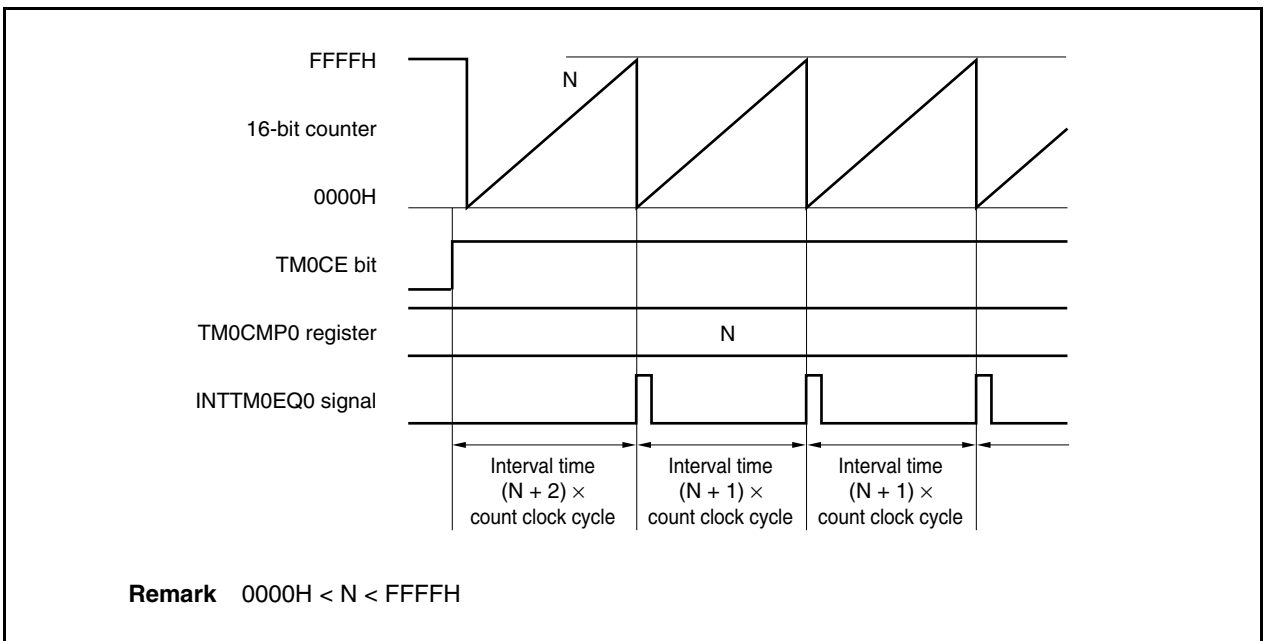 FFFFH
N
16-bit counter
0000H
TM0CE bit
TM0CMP0 register
N
INTTM0EQ0 signal
Interval time
(N + 2) ×
count clock cycle
Interval time
(N + 1) ×
count clock cycle
Interval time
(N + 1) ×
count clock cycle
Remark 0000H < N < FFFFH